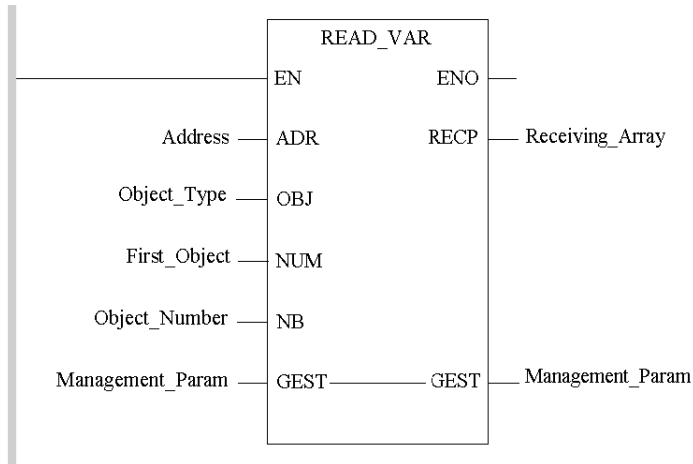 READ_VAR
EN ENO
Address ADR RECP Receiving_Array
Object_Type OBJ
First_Object NUM
Object_Number NB
Management_Param GEST GEST Management_Param